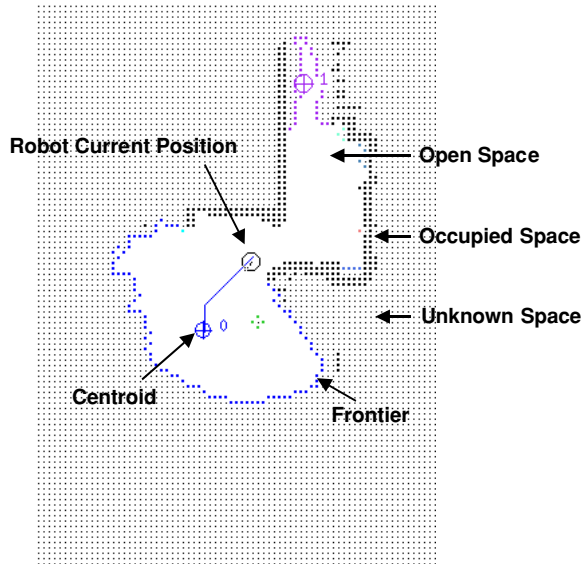 1
Robot Current Position
Open Space
Occupied Space
Unknown Space
0
Centroid
Frontier